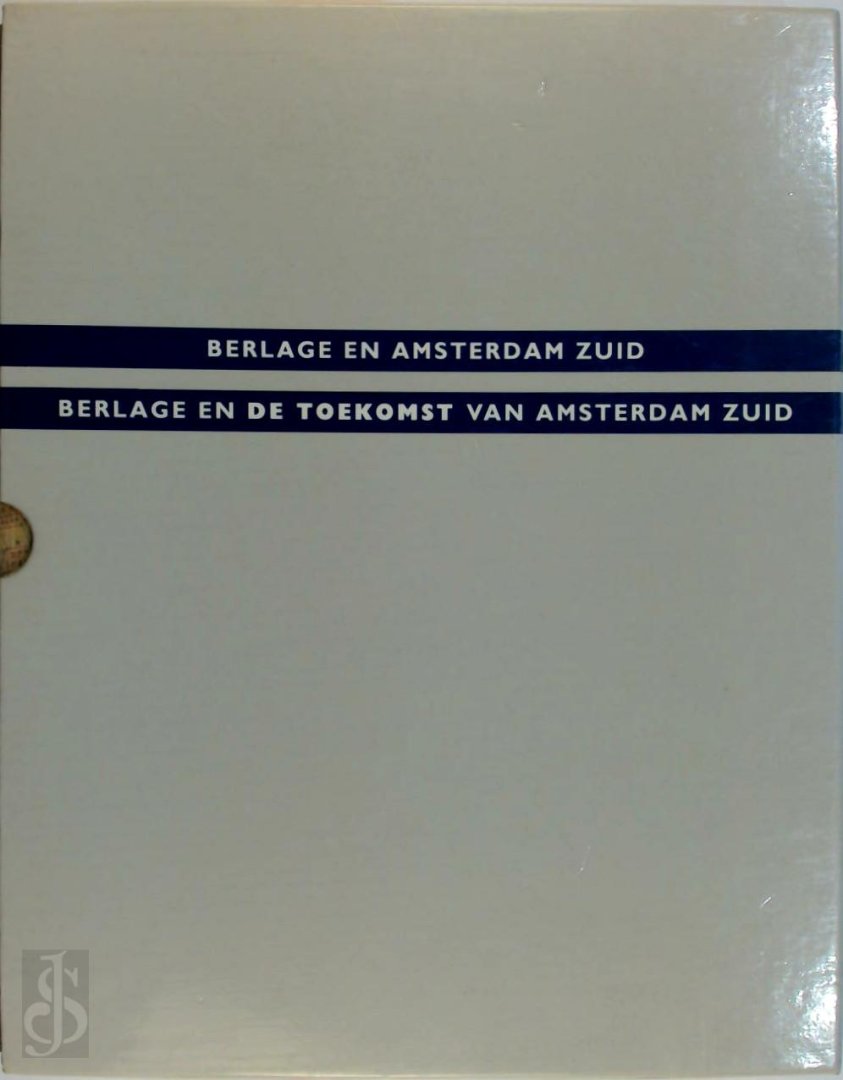 BERLAGE EN AMSTERDAM ZUID
BERLAGE EN DE TOEKOMST VAN AMSTERDAM ZUID